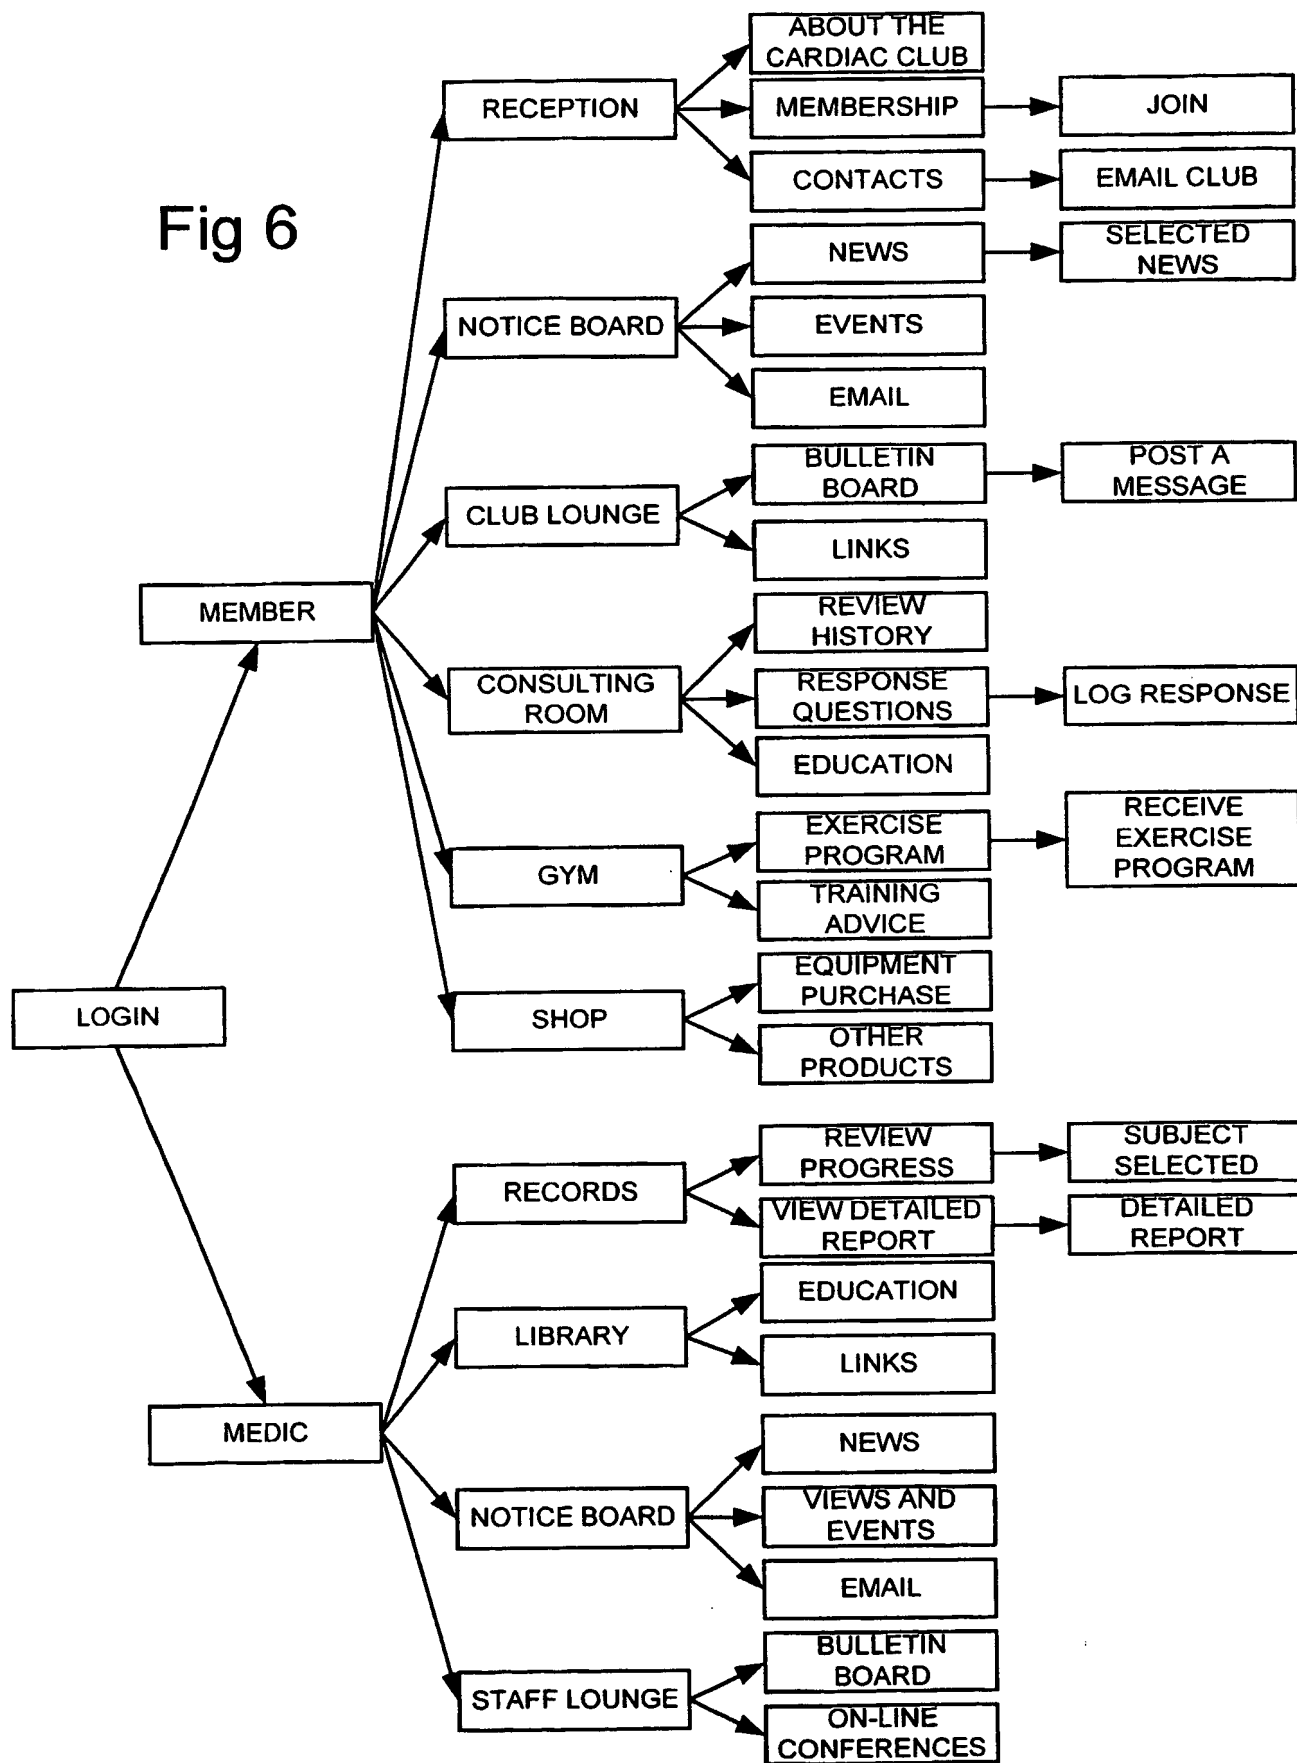 Fig 6
LOGIN
MEMBER
RECEPTION
ABOUT THE
CARDIAC CLUB
MEMBERSHIP
JOIN
CONTACTS
EMAIL CLUB
NOTICE BOARD
NEWS
SELECTED
NEWS
EVENTS
EMAIL
CLUB LOUNGE
BULLETIN
BOARD
POST A
MESSAGE
LINKS
CONSULTING
ROOM
REVIEW
HISTORY
RESPONSE
QUESTIONS
LOG RESPONSE
EDUCATION
GYM
EXERCISE
PROGRAM
RECEIVE
EXERCISE
PROGRAM
TRAINING
ADVICE
SHOP
EQUIPMENT
PURCHASE
OTHER
PRODUCTS
MEDIC
RECORDS
REVIEW
PROGRESS
SUBJECT
SELECTED
VIEW DETAILED
REPORT
DETAILED
REPORT
LIBRARY
EDUCATION
LINKS
NOTICE BOARD
NEWS
VIEWS AND
EVENTS
EMAIL
STAFF LOUNGE
BULLETIN
BOARD
ON-LINE
CONFERENCES